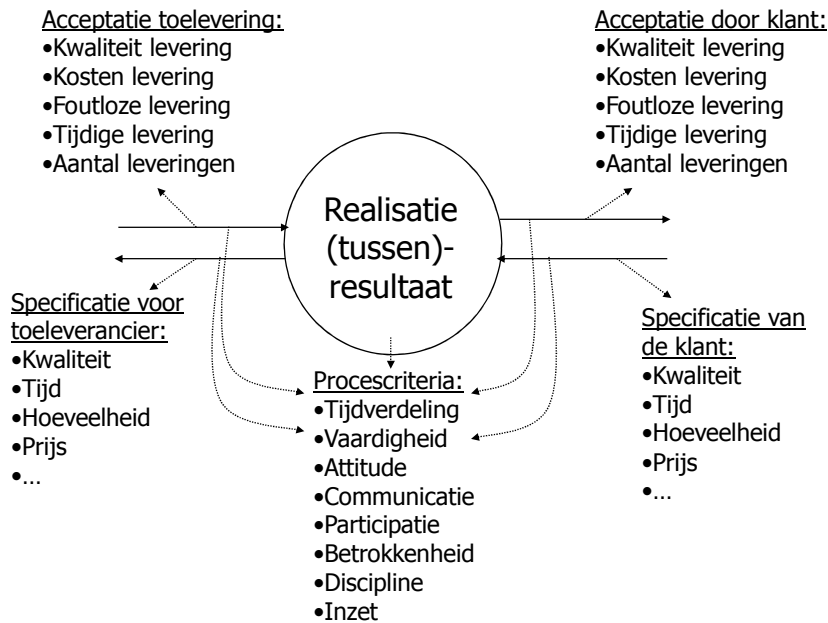 Acceptatie toelevering:
•Kwaliteit levering
•Kosten levering
•Foutloze levering
•Tijdige levering
•Aantal leveringen
Acceptatie door klant:
•Kwaliteit levering
•Kosten levering
•Foutloze levering
•Tijdige levering
•Aantal leveringen
Realisatie
(tussen)-
resultaat
Specificatie voor
toeleverancier:
•Kwaliteit
•Tijd
•Hoeveelheid
•Prijs
•...
Procescriteria:
•Tijdverdeling
•Vaardigheid
•Attitude
•Communicatie
•Participatie
•Betrokkenheid
•Discipline
•Inzet
Specificatie van
de klant:
•Kwaliteit
•Tijd
•Hoeveelheid
•Prijs
•...